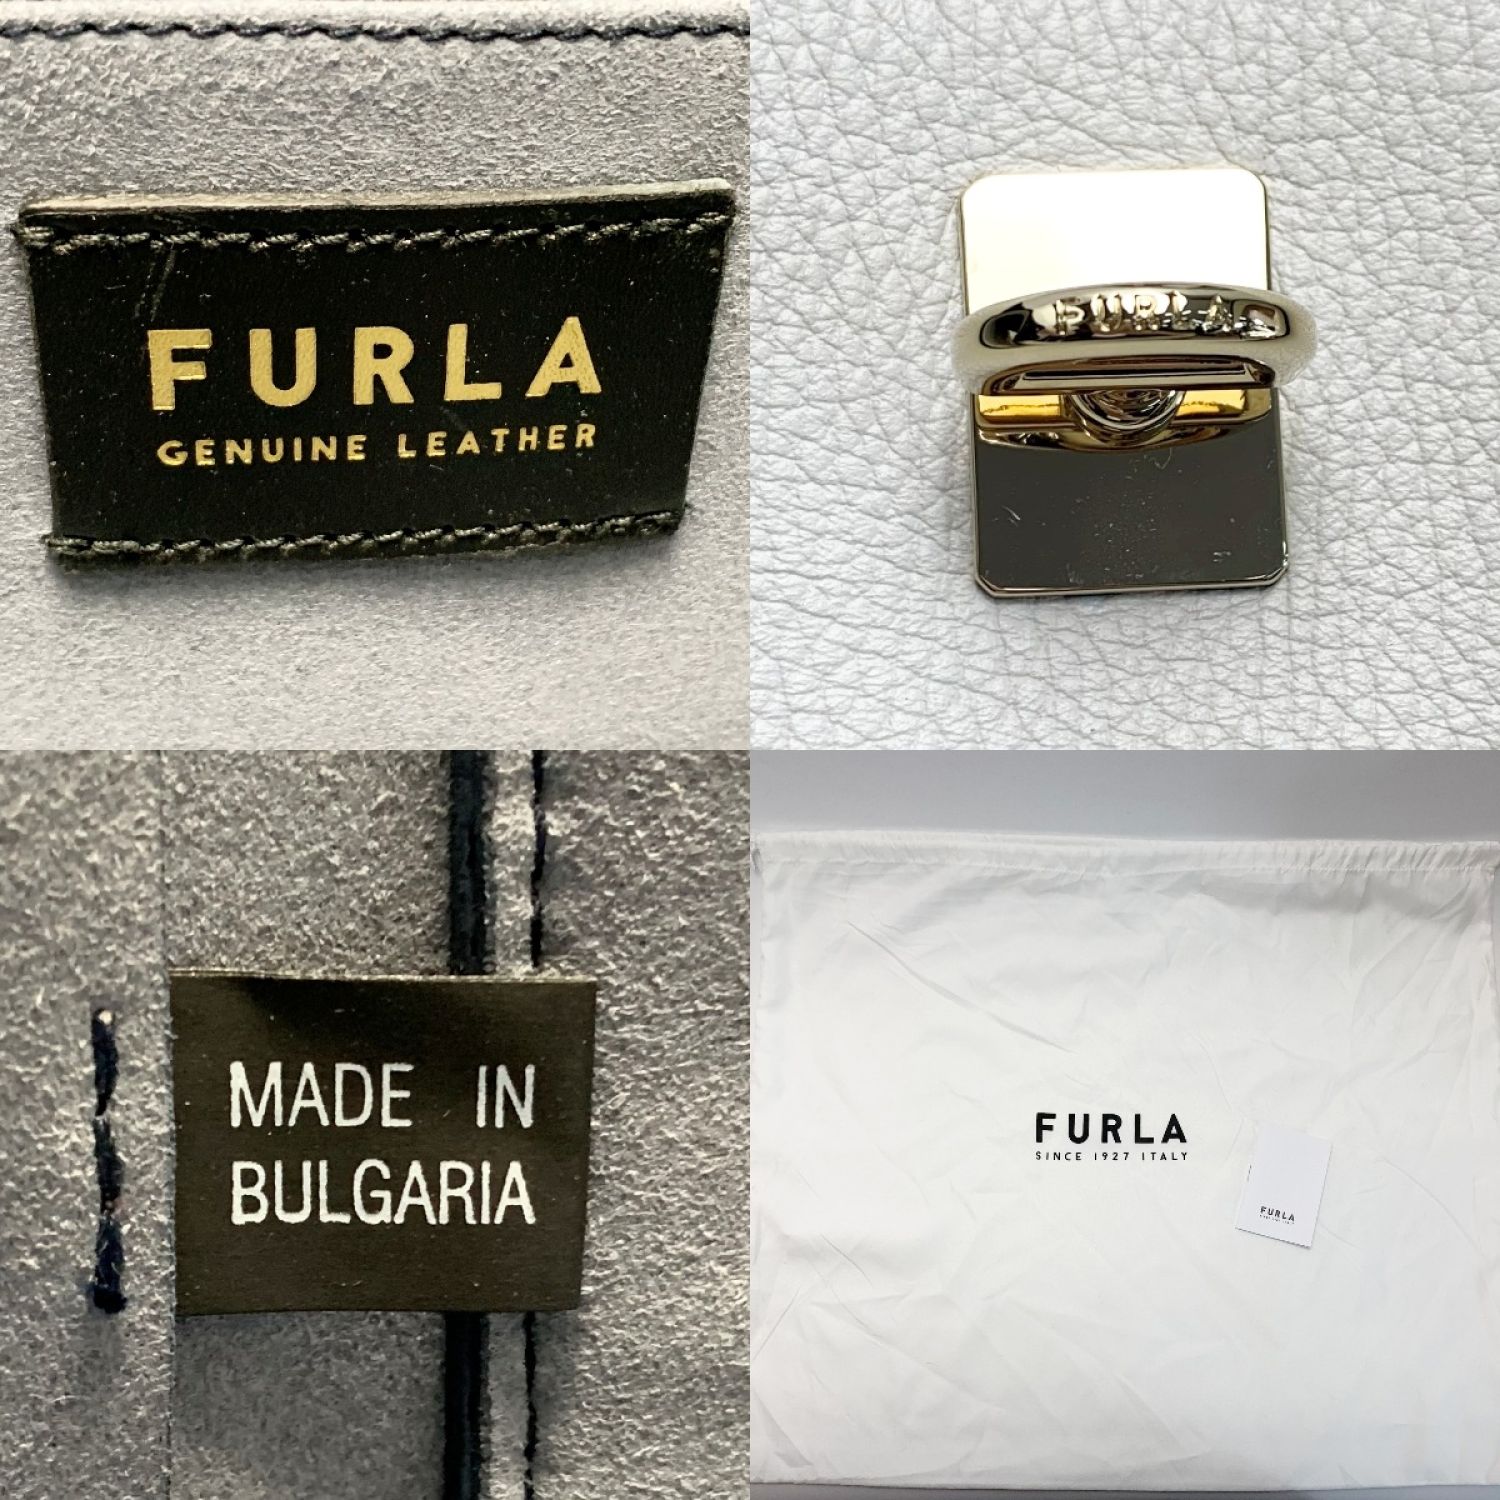 FURLA
GENUINE LEATHER
FURLA
MADE IN
BULGARIA
FURLA
SINCE 1927 ITALY
FURLA